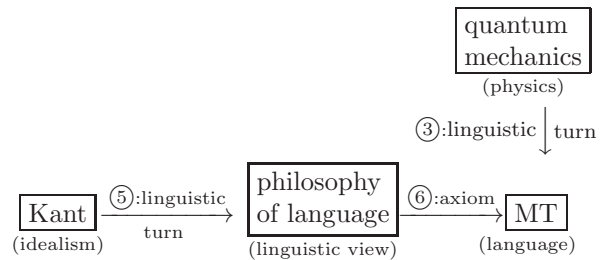 quantum
mechanics
(physics)
③:linguistic turn
Kant
(idealism)
⑤:linguistic
turn
philosophy
of language
(linguistic view)
⑥:axiom
MT
(language)